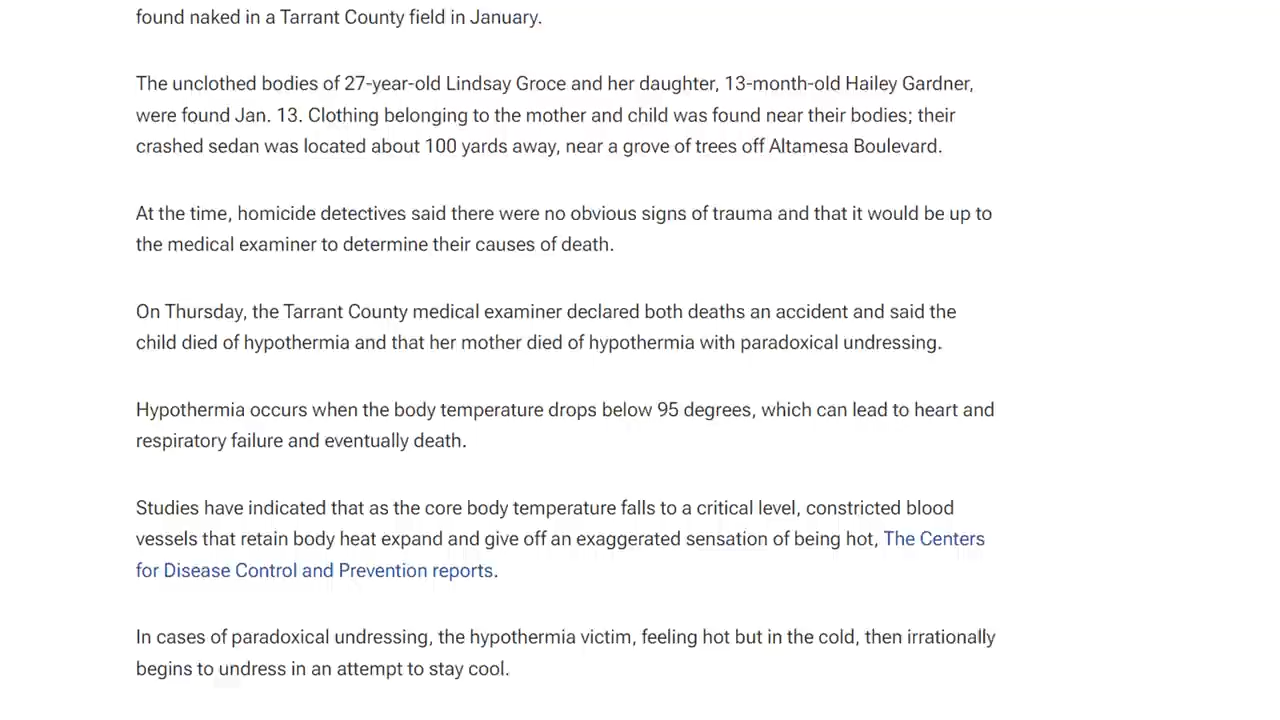 found naked in a Tarrant County field in January.
The unclothed bodies of 27-year-old Lindsay Groce and her daughter, 13-month-old Hailey Gardner,
were found Jan. 13. Clothing belonging to the mother and child was found near their bodies; their
crashed sedan was located about 100 yards away, near a grove of trees off Altamesa Boulevard.
At the time, homicide detectives said there were no obvious signs of trauma and that it would be up to
the medical examiner to determine their causes of death.
On Thursday, the Tarrant County medical examiner declared both deaths an accident and said the
child died of hypothermia and that her mother died of hypothermia with paradoxical undressing.
Hypothermia occurs when the body temperature drops below 95 degrees, which can lead to heart and
respiratory failure and eventually death.
Studies have indicated that as the core body temperature falls to a critical level, constricted blood
vessels that retain body heat expand and give off an exaggerated sensation of being hot, The Centers
for Disease Control and Prevention reports.
In cases of paradoxical undressing, the hypothermia victim, feeling hot but in the cold, then irrationally
begins to undress in an attempt to stay cool.